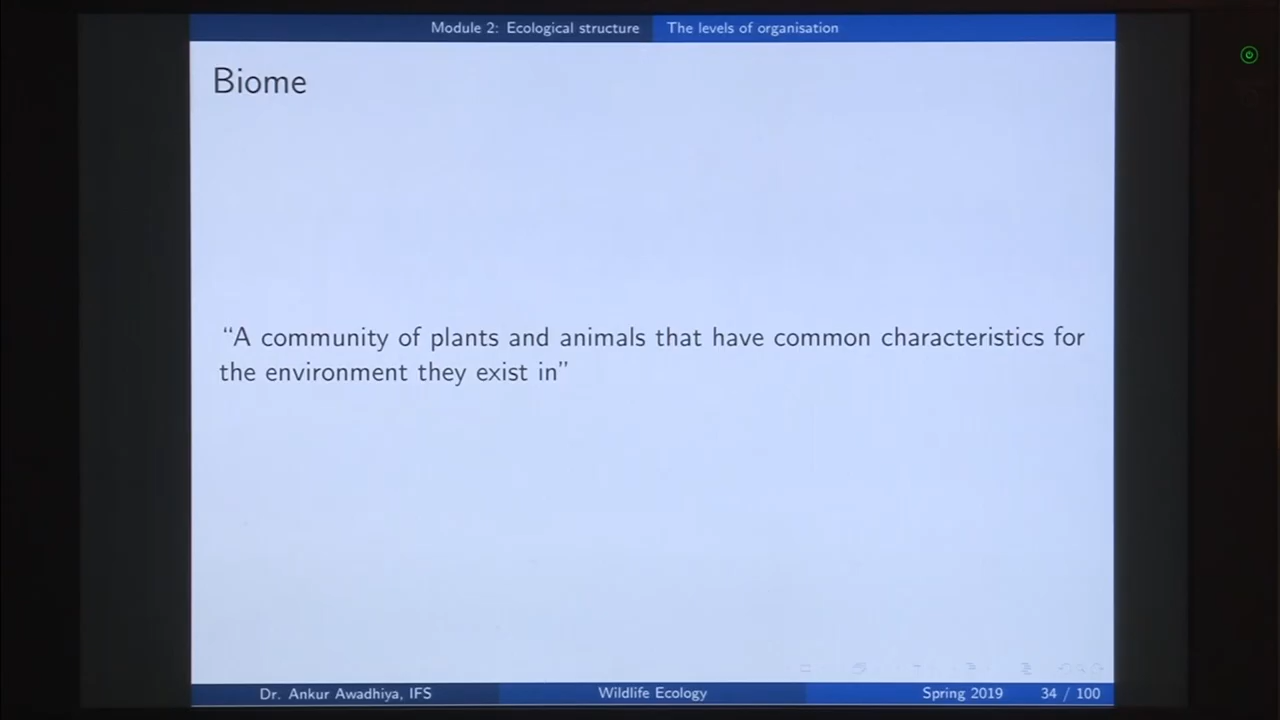 Module 2: Ecological structure The levels of organisation
Biome
“A community of plants and animals that have common characteristics for
the environment they exist in”
Dr. Ankur Awadhiya, IFS Wildlife Ecology Spring 2019 34 / 100